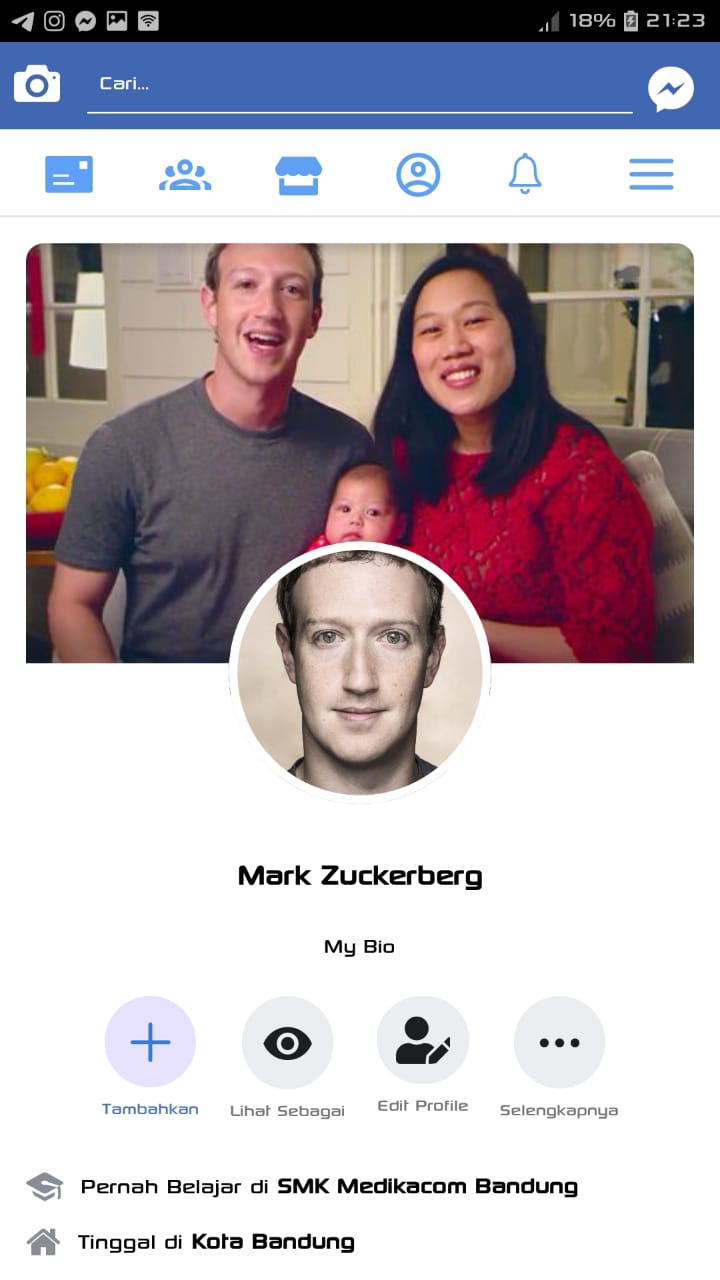 18% 21:23
Cari...
Mark Zuckerberg
My Bio
Tambahkan Lihat Sebagai Edit Profile Selengkapnya
Pernah Belajar di SMK Medikacom Bandung
Tinggal di Kota Bandung